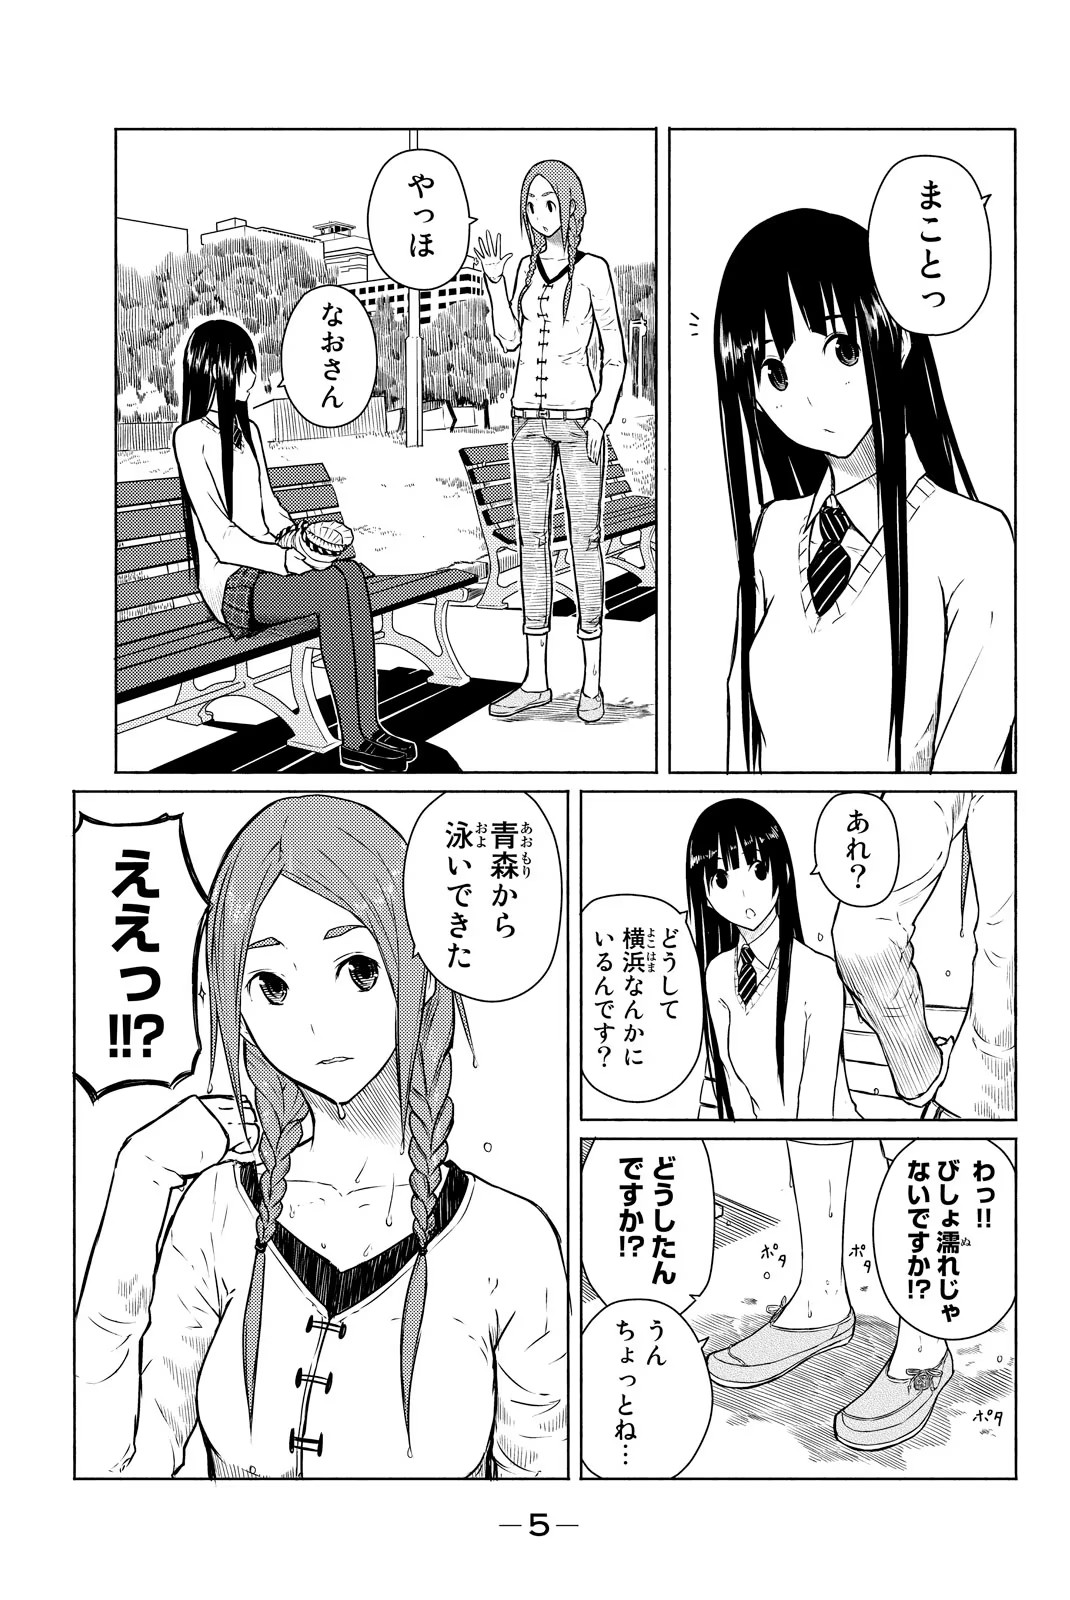 まことっ
やっほ
なおさん
あれ？
どうして
横浜なんかに
いるんです？
わっ!!
びしょ濡れじゃ
ないですか!?
どうしたん
ですか!?
うん
ちょっとね…
ポタ
ポタ
ポタ
青森から
泳いできた
ええっ!!?
―5―